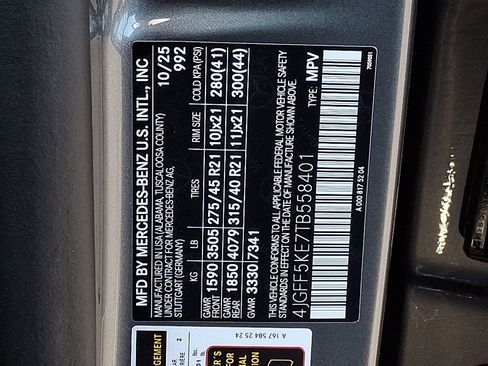 MFD BY MERCEDES-BENZ U.S. INTL., INC
MANUFACTURED IN USA (ALABAMA, TUSCALOOSA COUNTY)
IN CONSIGNMENT FOR MERCEDES-BENZ AG,
STUTTGART (GERMANY)
10/25
992
KG LB TIRES RIM SIZE COLD KPA(PSI)
GAWR FRONT 1590 3505 275/45 R21 10Jx21 280(41)
GAWR REAR 1850 4079 315/40 R21 11Jx21 300(44)
GVWR 3330 7341
THIS VEHICLE CONFORMS TO ALL APPLICABLE FEDERAL MOTOR VEHICLE SAFETY
STANDARDS IN EFFECT ON THE DATE OF MANUFACTURE SHOWN ABOVE.
4JGFF5KE7TB558401 TYPE: MPV
A 000 817 52 04
A 167 584 25 24